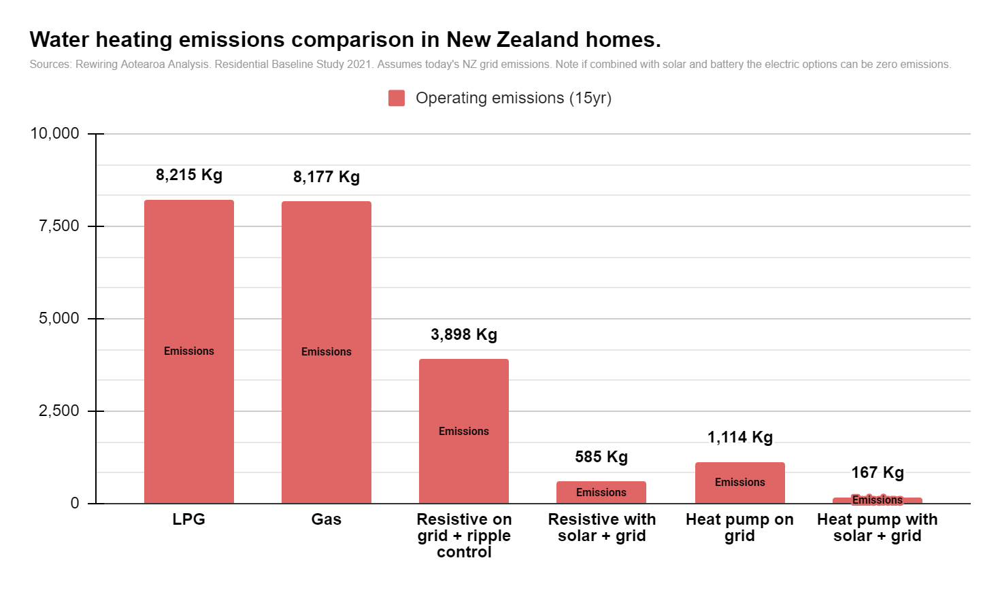 Water heating emissions comparison in New Zealand homes.
Sources: Rewiring Aotearoa Analysis. Residential Baseline Study 2021. Assumes today's NZ grid emissions. Note if combined with solar and battery the electric options can be zero emissions.
Operating emissions (15yr)
10,000
7,500
5,000
2,500
0
8,215 Kg
8,177 Kg
3,898 Kg
585 Kg
1,114 Kg
167 Kg
Emissions
Emissions
Emissions
Emissions
Emissions
Emissions
LPG
Gas
Resistive on
grid + ripple
control
Resistive with
solar + grid
Heat pump on
grid
Heat pump with
solar + grid